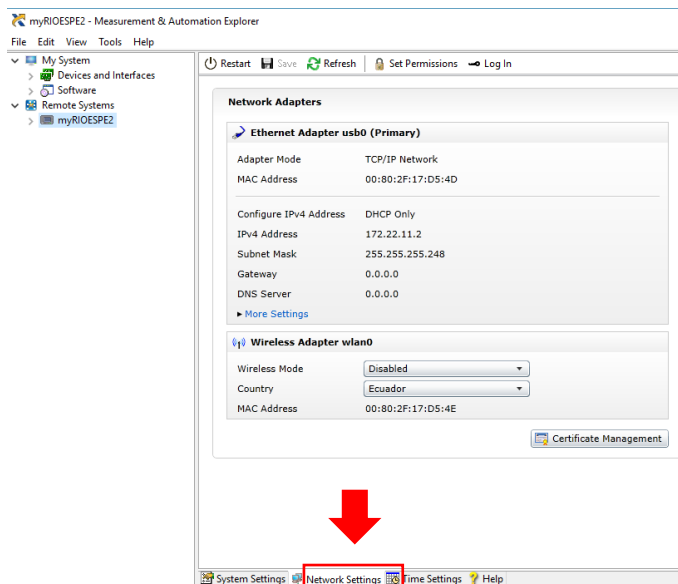 myRIOESPE2 - Measurement & Automation Explorer
File Edit View Tools Help
My System
Devices and Interfaces
Software
Remote Systems
myRIOESPE2
Restart Save Refresh Set Permissions Log In
Network Adapters
Ethernet Adapter usb0 (Primary)
Adapter Mode TCP/IP Network
MAC Address 00:80:2F:17:D5:4D
Configure IPv4 Address DHCP Only
IPv4 Address 172.22.11.2
Subnet Mask 255.255.255.248
Gateway 0.0.0.0
DNS Server 0.0.0.0
More Settings
Wireless Adapter wlan0
Wireless Mode Disabled
Country Ecuador
MAC Address 00:80:2F:17:D5:4E
Certificate Management
System Settings Network Settings Time Settings Help